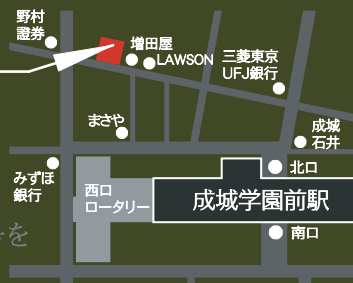 野村
證券
増田屋
LAWSON
三菱東京
UFJ銀行
まさや
成城
石井
みずほ
銀行
西口
ロータリー
北口
成城学園前駅
南口
を